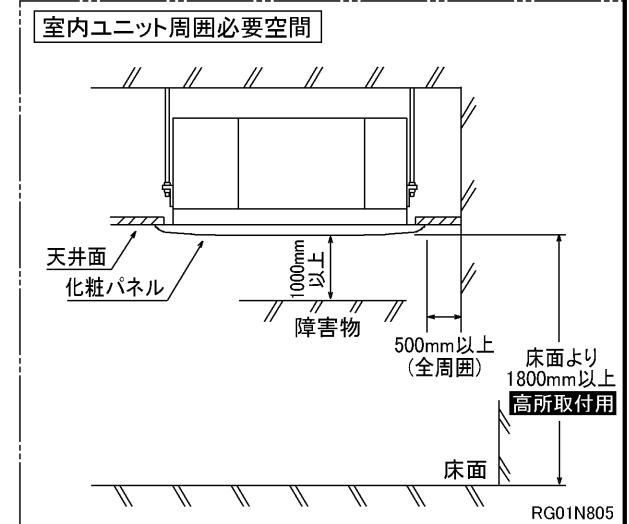 室内ユニット周囲必要空間
天井面
化粧パネル
1000mm
以上
障害物
500mm以上
(全周囲)
床面より
1800mm以上
高所取付用
床面
RG01N805